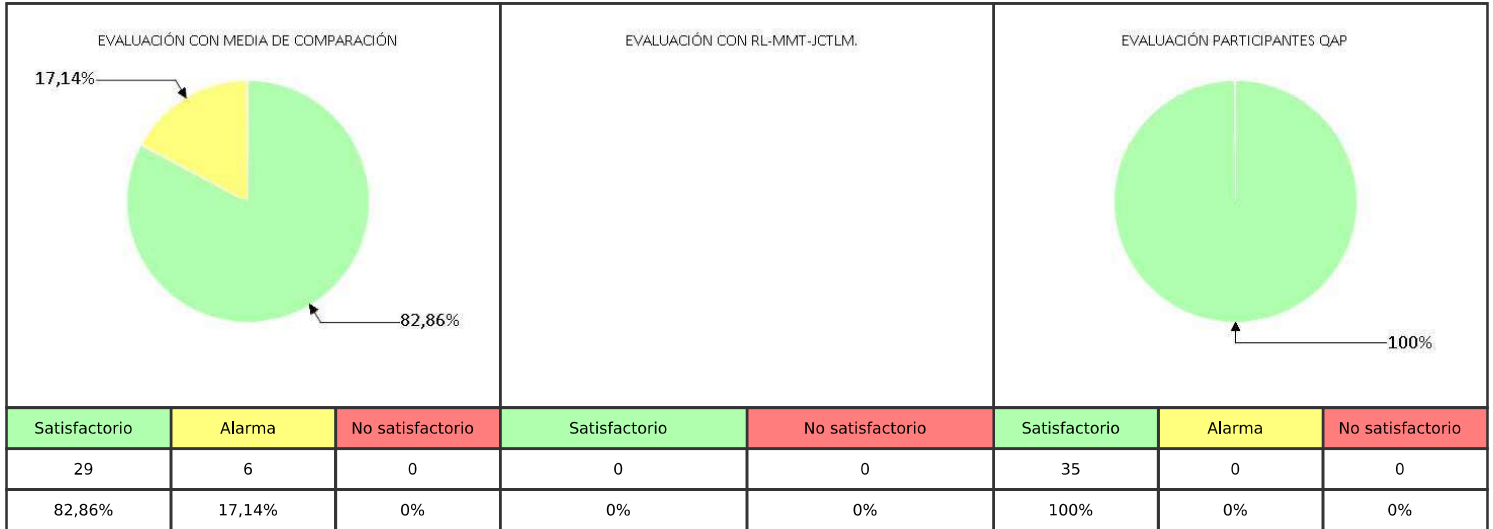 EVALUACIÓN CON MEDIA DE COMPARACIÓN
17,14%
82,86%
EVALUACIÓN CON RL-MMT-JCTLM.
EVALUACIÓN PARTICIPANTES QAP
100%
Satisfactorio Alarma No satisfactorio Satisfactorio No satisfactorio Satisfactorio Alarma No satisfactorio
29 6 0 0 0 35 0 0
82,86% 17,14% 0% 0% 0% 100% 0% 0%